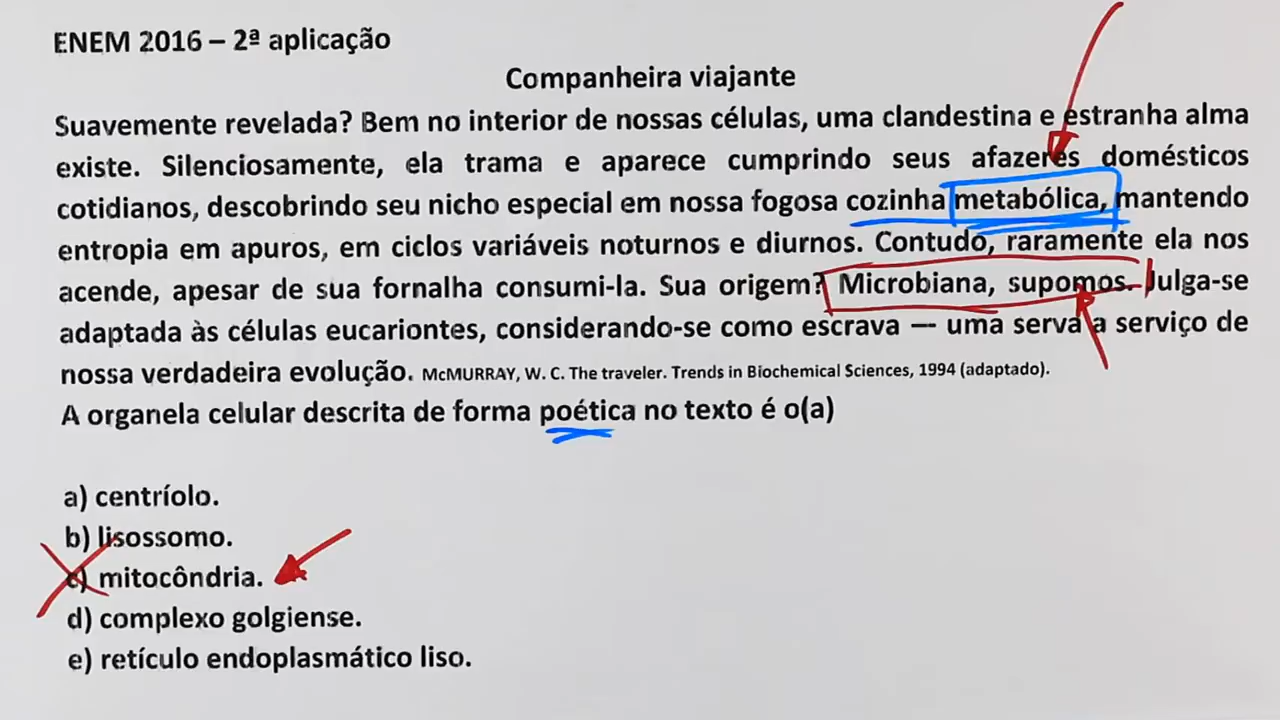 ENEM 2016 – 2ª aplicação
Companheira viajante
Suavemente revelada? Bem no interior de nossas células, uma clandestina e estranha alma
existe. Silenciosamente, ela trama e aparece cumprindo seus afazeres domésticos
cotidianos, descobrindo seu nicho especial em nossa fogosa cozinha metabólica, mantendo
entropia em apuros, em ciclos variáveis noturnos e diurnos. Contudo, raramente ela nos
acende, apesar de sua fornalha consumi-la. Sua origem? Microbiana, supomos. Julga-se
adaptada às células eucariontes, considerando-se como escrava — uma serva a serviço de
nossa verdadeira evolução. McMURRAY, W. C. The traveler. Trends in Biochemical Sciences, 1994 (adaptado).
A organela celular descrita de forma poética no texto é o(a)
a) centríolo.
b) lisossomo.
c) mitocôndria.
d) complexo golgiense.
e) retículo endoplasmático liso.